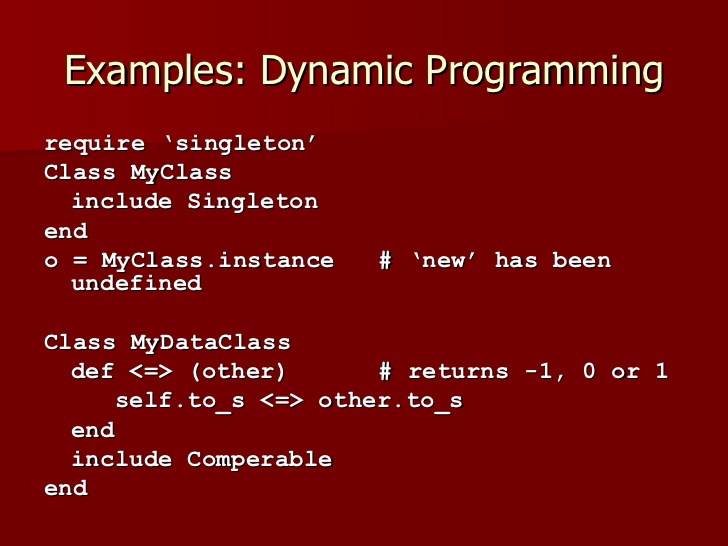 Examples: Dynamic Programming
require ‘singleton’
Class MyClass
include Singleton
end
o = MyClass.instance # ‘new’ has been
undefined
Class MyDataClass
def <=> (other) # returns -1, 0 or 1
self.to_s <=> other.to_s
end
include Comperable
end